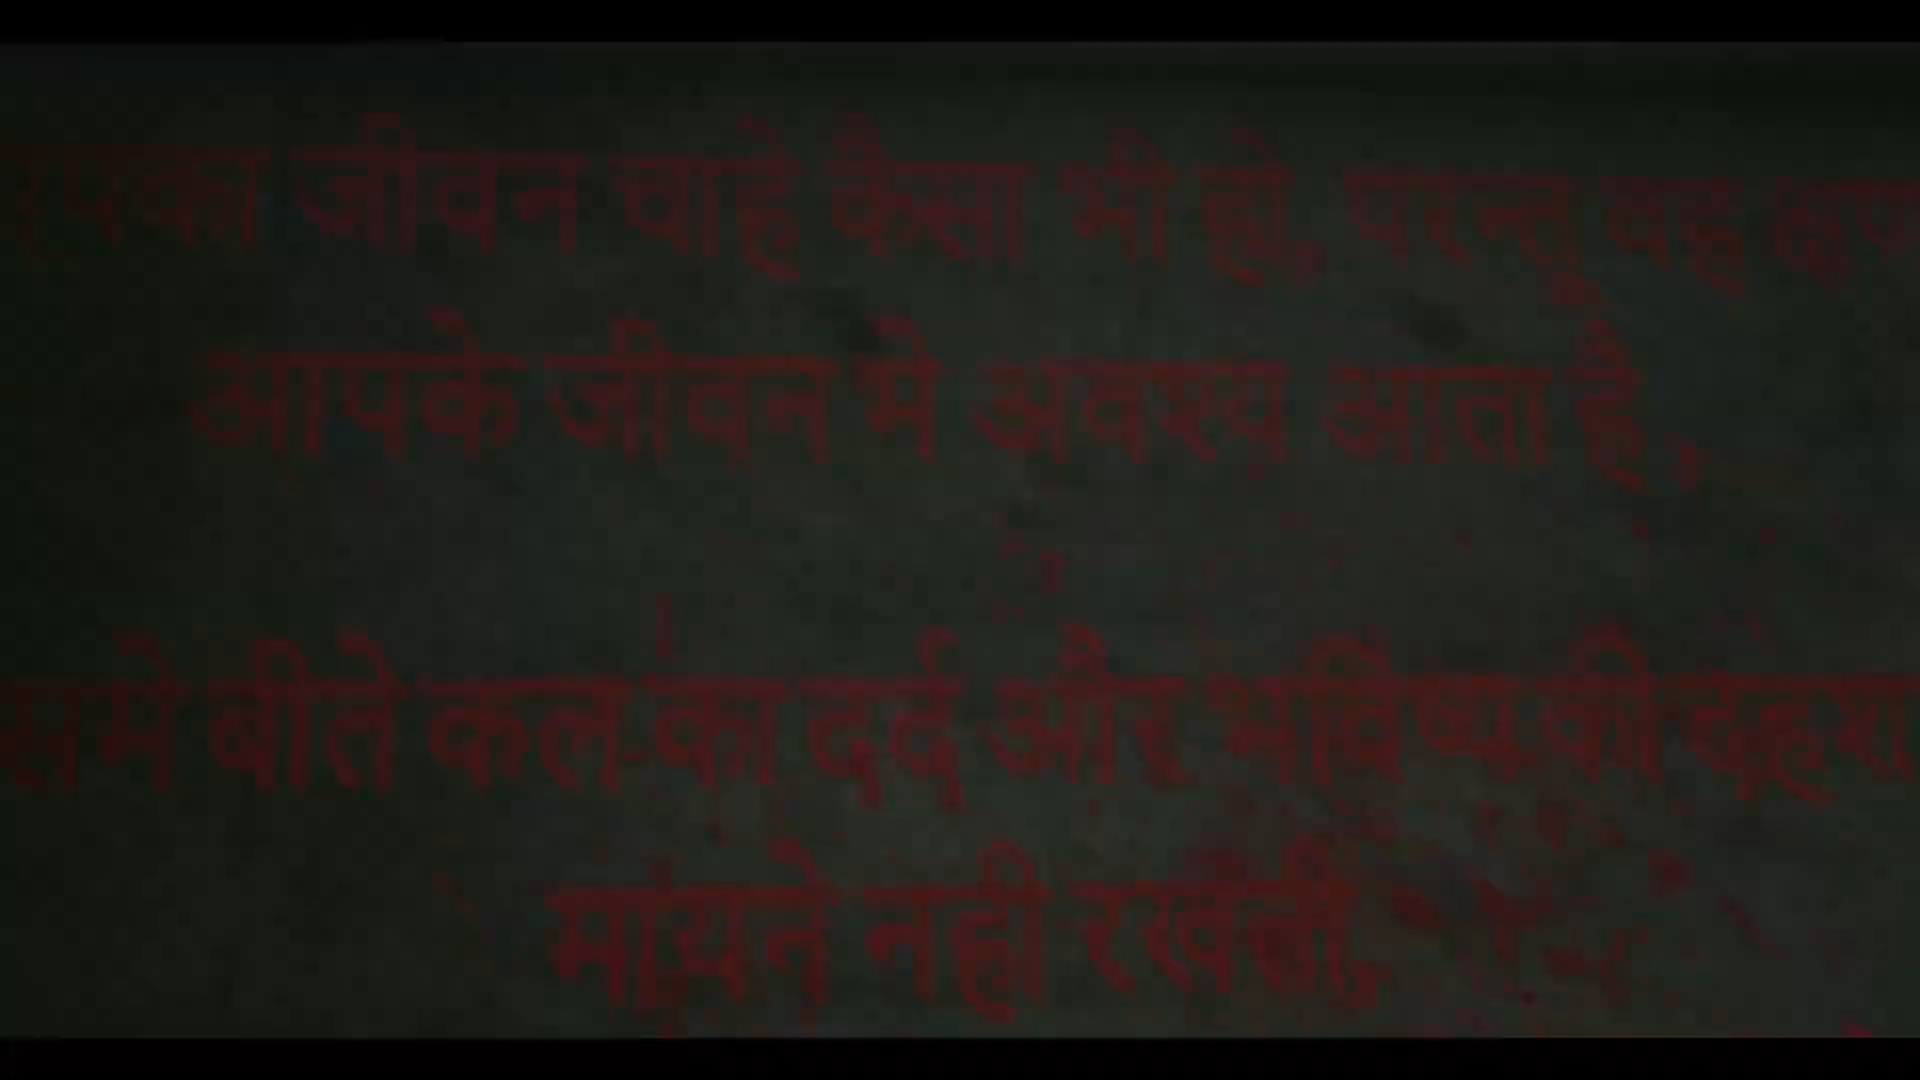 जीवन चाहे कैसा भी हो, परन्तु वह
आपके जीवन मे अवश्य आता है,
बीते कल का दर्द और भविष्य की
मायने नही रखती,